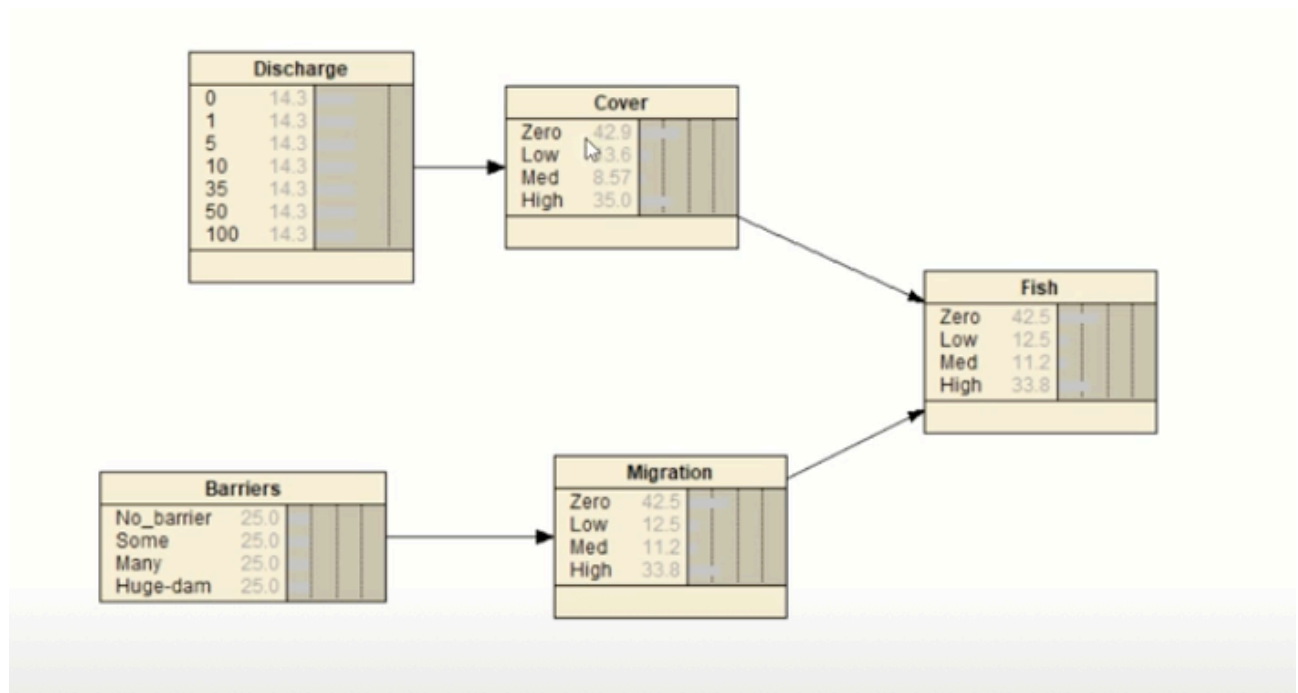 Discharge
0 14.3
1 14.3
5 14.3
10 14.3
35 14.3
50 14.3
100 14.3
Cover
Zero 42.9
Low 3.6
Med 8.57
High 35.0
Fish
Zero 42.5
Low 12.5
Med 11.2
High 33.8
Barriers
No_barrier 25.0
Some 25.0
Many 25.0
Huge-dam 25.0
Migration
Zero 42.5
Low 12.5
Med 11.2
High 33.8